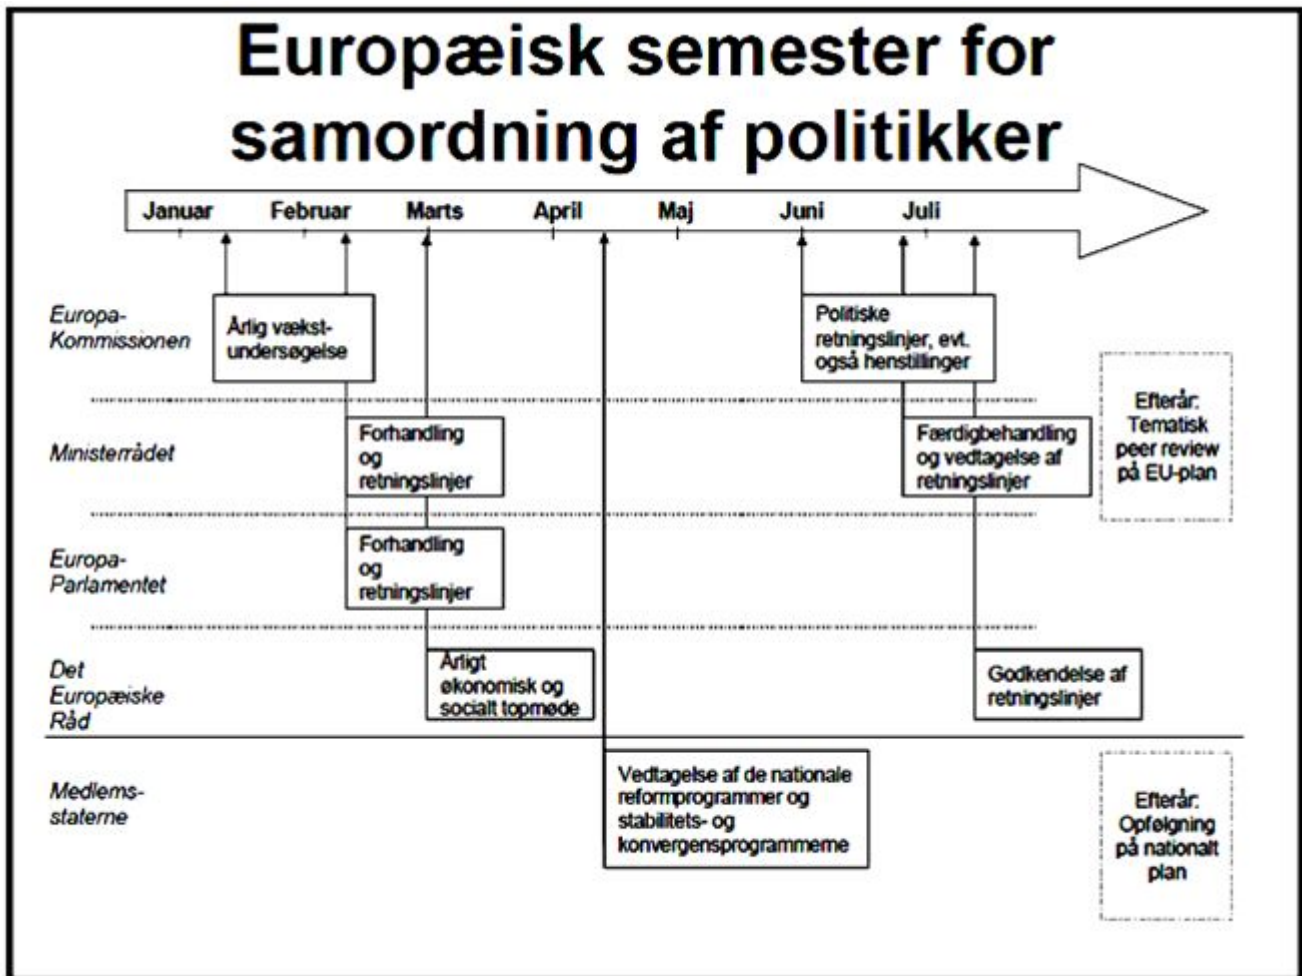 Europæisk semester for
samordning af politikker
Januar Februar Marts April Maj Juni Juli
Europa-
Kommissionen
Årlig vækst-
undersøgelse
Politiske
retningslinjer, evt.
også henstillinger
Efterår:
Tematisk
peer review
på EU-plan
Ministerrådet
Forhandling
og
retningslinjer
Færdigbehandling
og vedtagelse af
retningslinjer
Europa-
Parlamentet
Forhandling
og
retningslinjer
Det
Europæiske
Råd
Årligt
økonomisk og
socialt topmøde
Godkendelse af
retningslinjer
Medlems-
staterne
Vedtagelse af de nationale
reformprogrammer og
stabilitets- og
konvergensprogrammerne
Efterår:
Opfølgning
på nationalt
plan